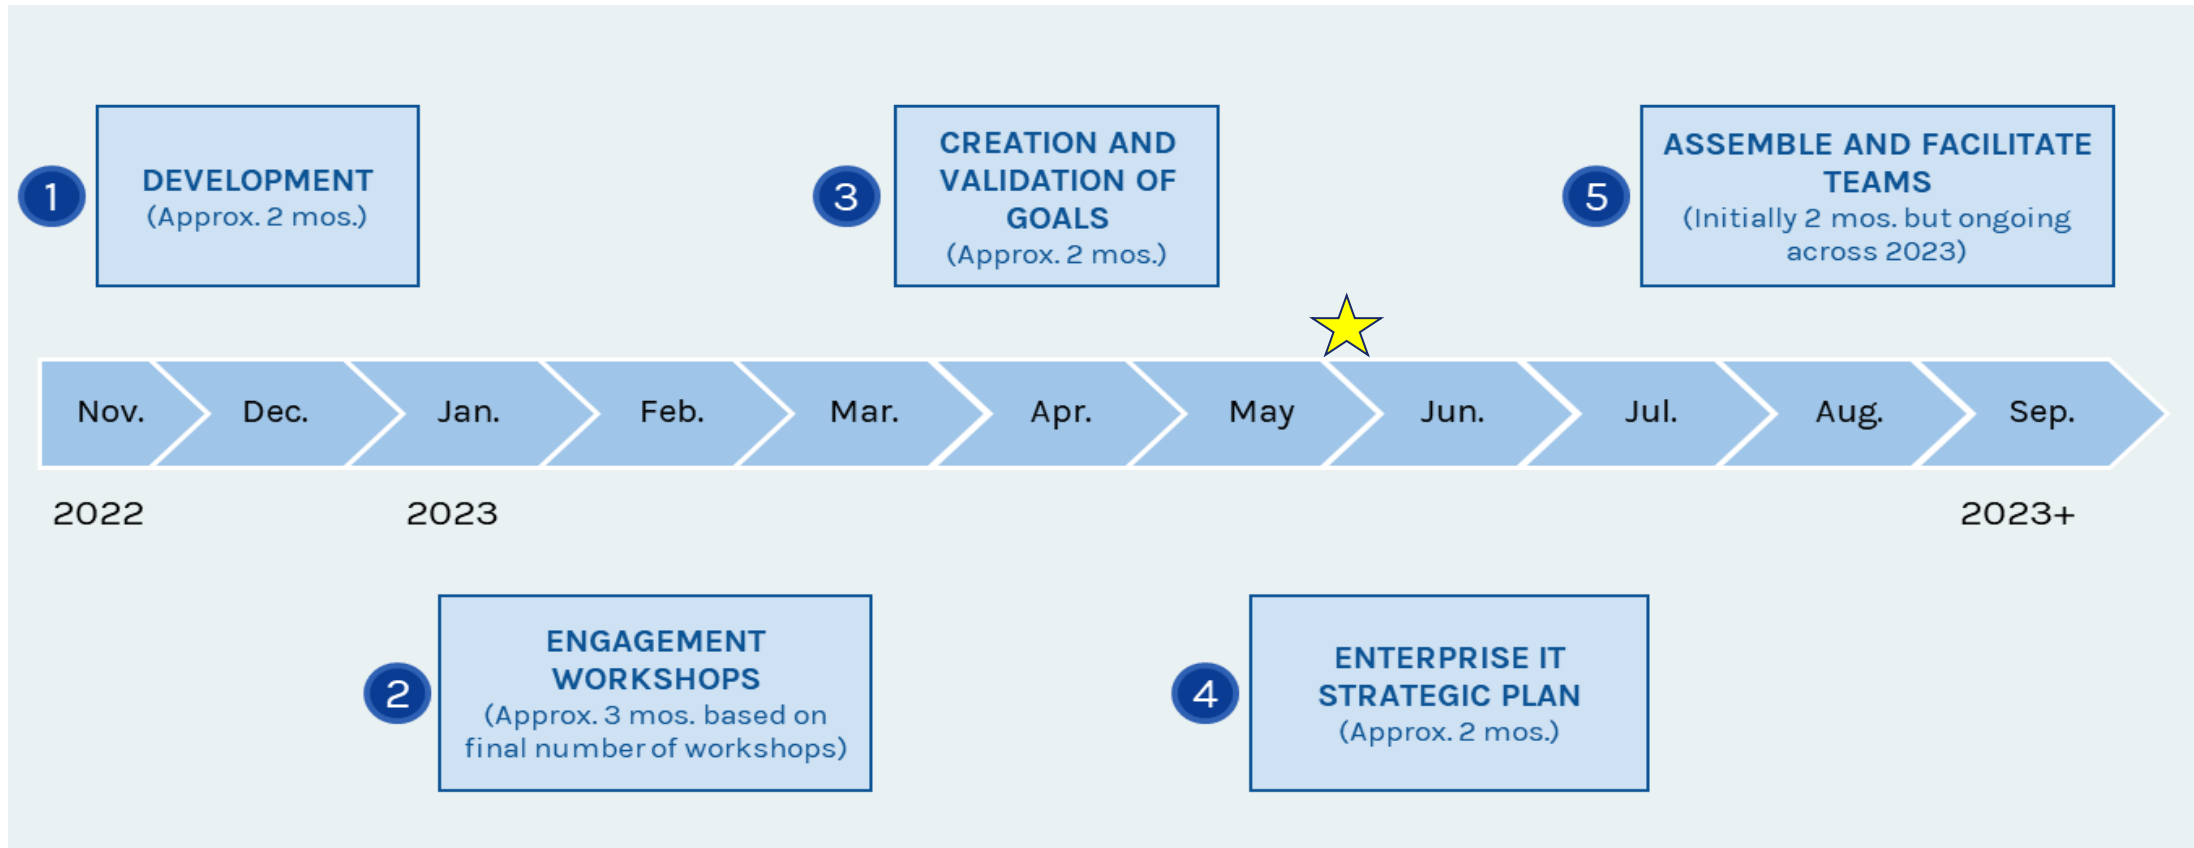 1
DEVELOPMENT
(Approx. 2 mos.)
3
CREATION AND
VALIDATION OF
GOALS
(Approx. 2 mos.)
5
ASSEMBLE AND FACILITATE
TEAMS
(Initially 2 mos. but ongoing
across 2023)
Nov. Dec. Jan. Feb. Mar. Apr. May Jun. Jul. Aug. Sep.
2022 2023 2023+
2
ENGAGEMENT
WORKSHOPS
(Approx. 3 mos. based on
final number of workshops)
4
ENTERPRISE IT
STRATEGIC PLAN
(Approx. 2 mos.)